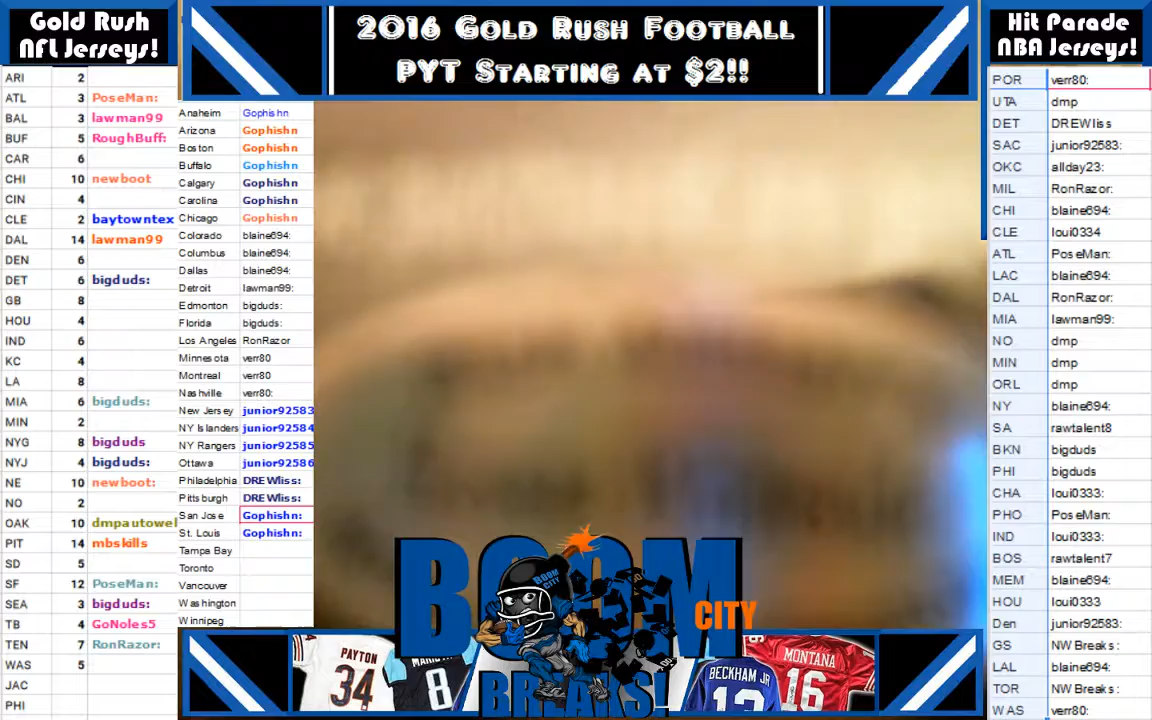 Gold Rush
NFL Jerseys!
ARI 2
ATL 3 PoseMan:
BAL 3 lawman99
BUF 5 RoughBuff:
CAR 6
CHI 10 newboot
CIN 4
CLE 2 baytowntex
DAL 14 lawman99
DEN 6
DET 6 bigduds:
GB 8
HOU 4
IND 6
KC 4
LA 8
MIA 6 bigduds:
MIN 2
NYG 8 bigduds
NYJ 4 bigduds:
NE 10 newboot:
NO 2
OAK 10 dmpautowel
PIT 14 mbskills
SD 5
SF 12 PoseMan:
SEA 3 bigduds:
TB 4 GoNoles5
TEN 7 RonRazor:
WAS 5
JAC
PHI
2016 Gold Rush Football
PYT Starting at $2!!
Anaheim Gophishn
Arizona Gophishn
Boston Gophishn
Buffalo Gophishn
Calgary Gophishn
Carolina Gophishn
Chicago Gophishn
Colorado blaine694:
Columbus blaine694:
Dallas blaine694:
Detroit lawman99:
Edmonton bigduds:
Florida bigduds:
Los Angeles RonRazor
Minnesota verr80
Montreal verr80
Nashville verr80:
New Jersey junior92583
NY Islanders junior92584
NY Rangers junior92585
Ottawa junior92586
Philadelphia DREWliss:
Pittsburgh DREWliss:
San Jose Gophishn:
St. Louis Gophishn:
Tampa Bay
Toronto
Vancouver
Washington
Winnipeg
BOOM
CITY
BREAKS!
BOOM
CITY
PAYTON
34
8
BECKHAM JR
13
MONTANA
16
Hit Parade
NBA Jerseys!
POR verr80:
UTA dmp
DET DREWliss
SAC junior92583:
OKC allday23:
MIL RonRazor:
CHI blaine694:
CLE loui0334
ATL PoseMan:
LAC blaine694:
DAL RonRazor:
MIA lawman99:
NO dmp
MIN dmp
ORL dmp
NY blaine694:
SA rawtalent8
BKN bigduds
PHI bigduds
CHA loui0333:
PHO PoseMan:
IND loui0333:
BOS rawtalent7
MEM blaine694:
HOU loui0333
Den junior92583:
GS NW Breaks:
LAL blaine694:
TOR NW Breaks:
WAS verr80: